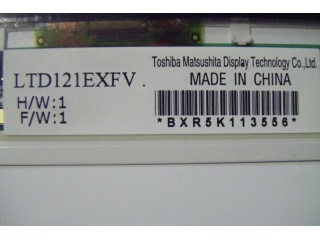 Toshiba Matsushita Display Technology Co.,Ltd.
LTD121EXFV .
MADE IN CHINA
H/W:1
F/W:1
*BXR5K113556*